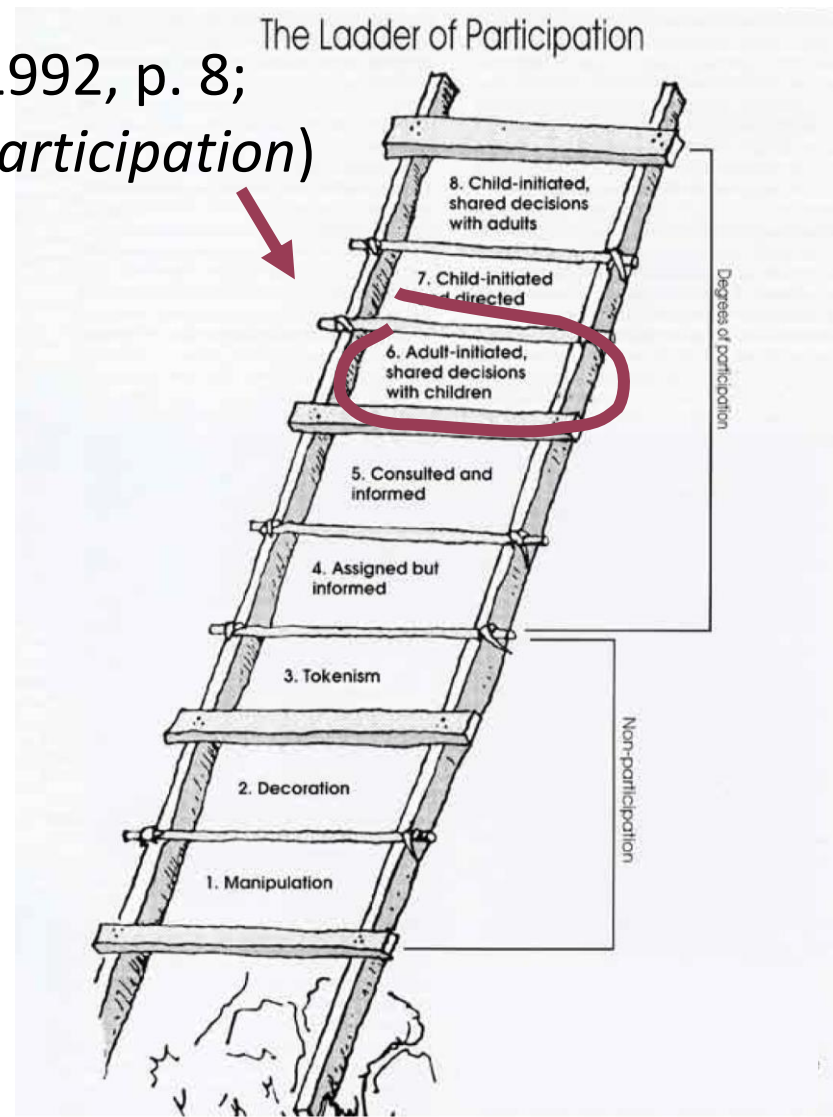 The Ladder of Participation
1992, p. 8;
articipation)
8. Child-initiated,
shared decisions
with adults
7. Child-initiated
directed
6. Adult-initiated,
shared decisions
with children
5. Consulted and
informed
4. Assigned but
informed
3. Tokenism
2. Decoration
1. Manipulation
Degrees of participation
Non-participation